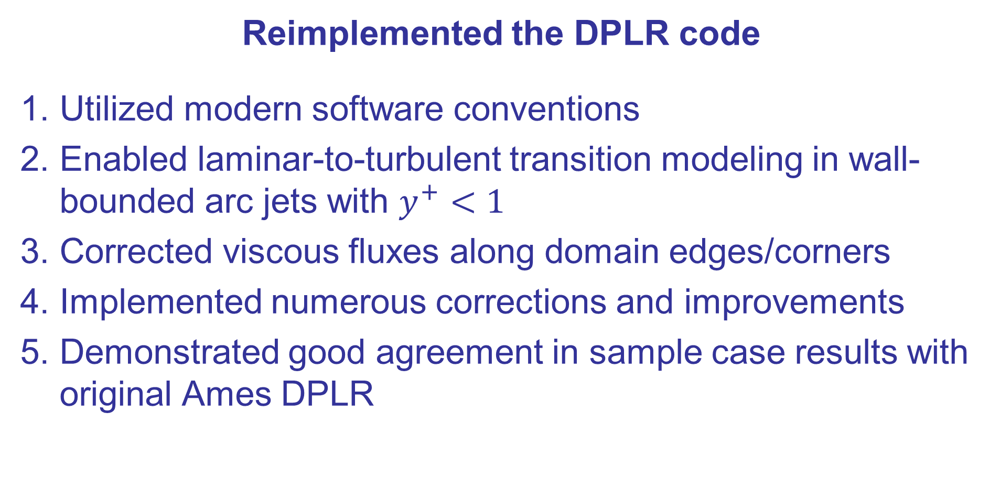 Reimplemented the DPLR code
1. Utilized modern software conventions
2. Enabled laminar-to-turbulent transition modeling in wall-
bounded arc jets with y⁺ < 1
3. Corrected viscous fluxes along domain edges/corners
4. Implemented numerous corrections and improvements
5. Demonstrated good agreement in sample case results with
original Ames DPLR